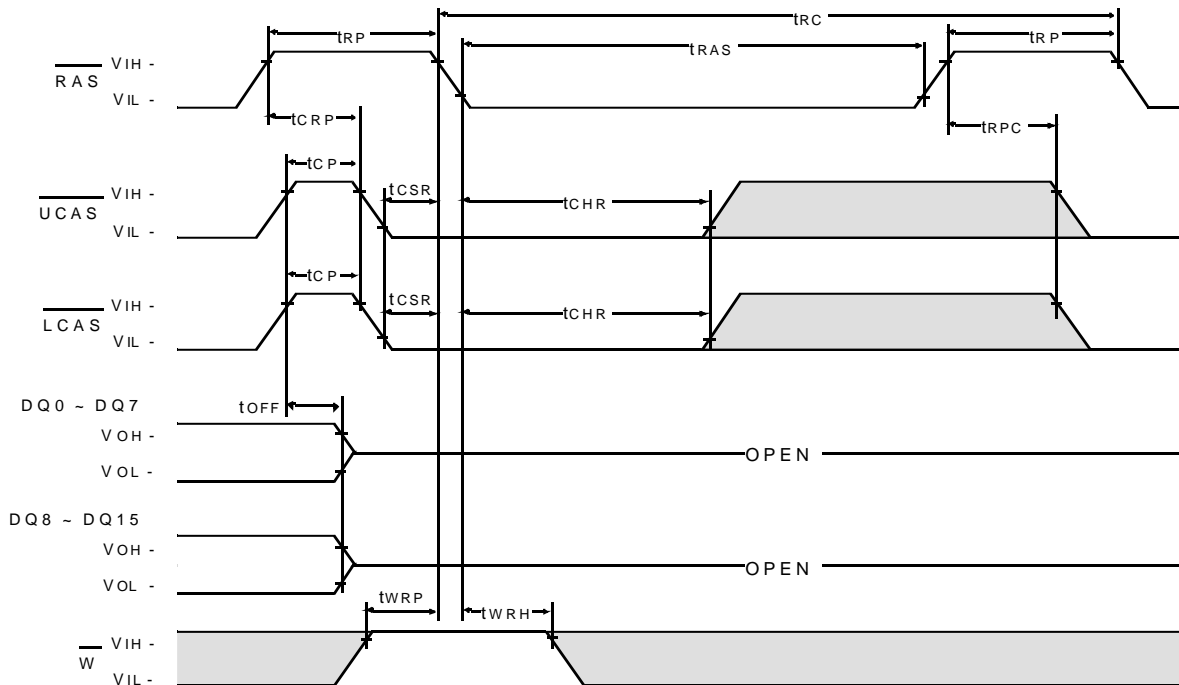 tRC
tRP tRAS tRP
RAS VIH -
VIL -
tCRP tRPC
tCP tCSR tCHR
UCAS VIH -
VIL -
tCP tCSR tCHR
LCAS VIH -
VIL -
DQ0 ~ DQ7 tOFF
VOH -
VOL -
OPEN
DQ8 ~ DQ15
VOH -
VOL -
OPEN
tWRP tWRH
W VIH -
VIL -